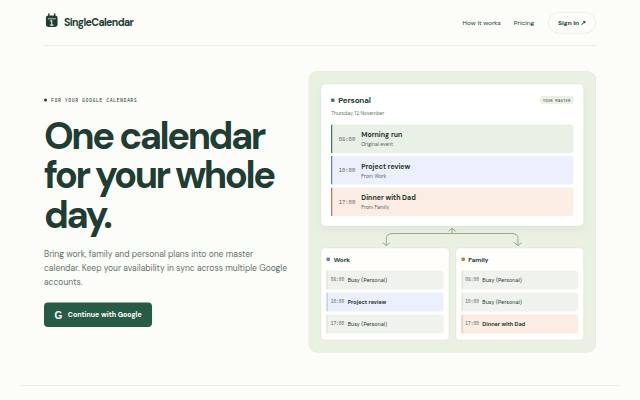 SingleCalendar
How it works
Pricing
Sign in ↗
FOR YOUR GOOGLE CALENDARS
One calendar
for your whole
day.
Bring work, family and personal plans into one master
calendar. Keep your availability in sync across multiple Google
accounts.
G Continue with Google
Personal
YOUR MASTER
Thursday, 12 November
08:00 Morning run
Original event
10:00 Project review
From Work
17:00 Dinner with Dad
From Family
Work
08:00 Busy (Personal)
10:00 Project review
17:00 Busy (Personal)
Family
08:00 Busy (Personal)
10:00 Busy (Personal)
17:00 Dinner with Dad